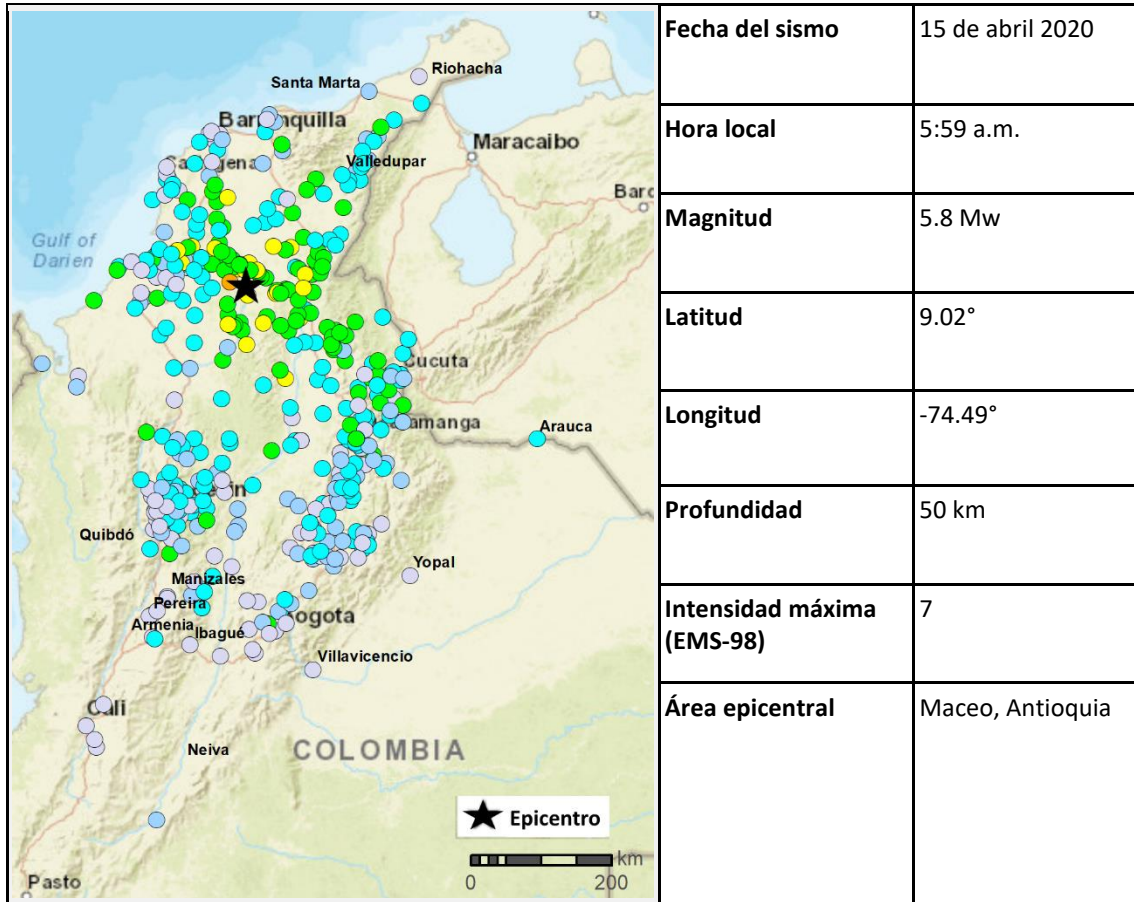 Riohacha
Santa Marta
Maracaibo
Valledupar
Gulf of
Darien
Cucuta
Arauca
Quibdó
Yopal
Manizales
Pereira
Armenia
Ibagué
Villavicencio
Cali
Neiva
COLOMBIA
Epicentro
km
0 200
Pasto
Fecha del sismo 15 de abril 2020
Hora local 5:59 a.m.
Magnitud 5.8 Mw
Latitud 9.02°
Longitud -74.49°
Profundidad 50 km
Intensidad máxima 7
(EMS-98)
Área epicentral Maceo, Antioquia